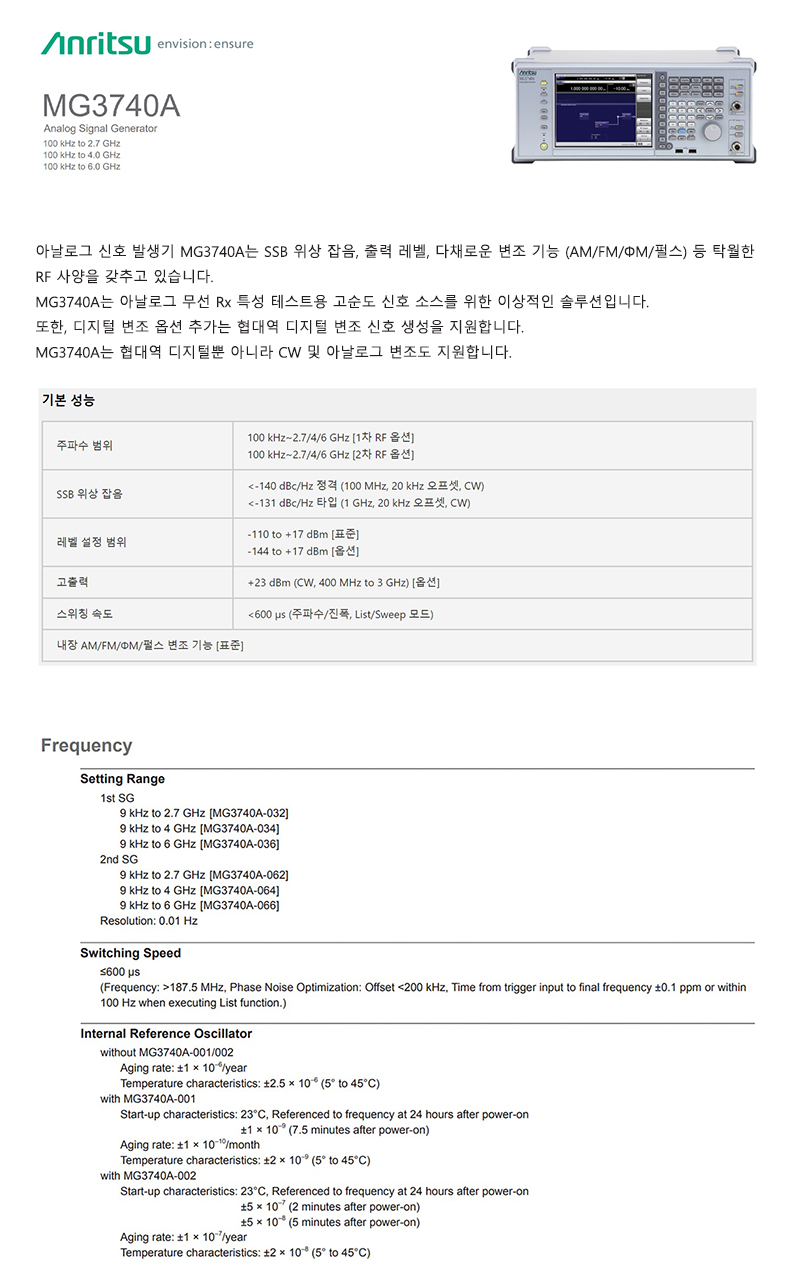 Anritsu envision : ensure
MG3740A
Analog Signal Generator
100 kHz to 2.7 GHz
100 kHz to 4.0 GHz
100 kHz to 6.0 GHz
Anritsu
아날로그 신호 발생기 MG3740A는 SSB 위상 잡음, 출력 레벨, 다채로운 변조 기능 (AM/FM/ΦM/펄스) 등 탁월한
RF 사양을 갖추고 있습니다.
MG3740A는 아날로그 무선 Rx 특성 테스트용 고순도 신호 소스를 위한 이상적인 솔루션입니다.
또한, 디지털 변조 옵션 추가는 협대역 디지털 변조 신호 생성을 지원합니다.
MG3740A는 협대역 디지털뿐 아니라 CW 및 아날로그 변조도 지원합니다.
기본 성능
주파수 범위
100 kHz~2.7/4/6 GHz [1차 RF 옵션]
100 kHz~2.7/4/6 GHz [2차 RF 옵션]
SSB 위상 잡음
<-140 dBc/Hz 정격 (100 MHz, 20 kHz 오프셋, CW)
<-131 dBc/Hz 타입 (1 GHz, 20 kHz 오프셋, CW)
레벨 설정 범위
-110 to +17 dBm [표준]
-144 to +17 dBm [옵션]
고출력
+23 dBm (CW, 400 MHz to 3 GHz) [옵션]
스위칭 속도
<600 μs (주파수/진폭, List/Sweep 모드)
내장 AM/FM/ΦM/펄스 변조 기능 [표준]
Frequency
Setting Range
1st SG
9 kHz to 2.7 GHz [MG3740A-032]
9 kHz to 4 GHz [MG3740A-034]
9 kHz to 6 GHz [MG3740A-036]
2nd SG
9 kHz to 2.7 GHz [MG3740A-062]
9 kHz to 4 GHz [MG3740A-064]
9 kHz to 6 GHz [MG3740A-066]
Resolution: 0.01 Hz
Switching Speed
≤600 μs
(Frequency: >187.5 MHz, Phase Noise Optimization: Offset <200 kHz, Time from trigger input to final frequency ±0.1 ppm or within
100 Hz when executing List function.)
Internal Reference Oscillator
without MG3740A-001/002
Aging rate: ±1 × 10⁻⁶/year
Temperature characteristics: ±2.5 × 10⁻⁶ (5° to 45°C)
with MG3740A-001
Start-up characteristics: 23°C, Referenced to frequency at 24 hours after power-on
±1 × 10⁻⁹ (7.5 minutes after power-on)
Aging rate: ±1 × 10⁻¹⁰/month
Temperature characteristics: ±2 × 10⁻⁹ (5° to 45°C)
with MG3740A-002
Start-up characteristics: 23°C, Referenced to frequency at 24 hours after power-on
±5 × 10⁻⁷ (2 minutes after power-on)
±5 × 10⁻⁸ (5 minutes after power-on)
Aging rate: ±1 × 10⁻⁷/year
Temperature characteristics: ±2 × 10⁻⁸ (5° to 45°C)